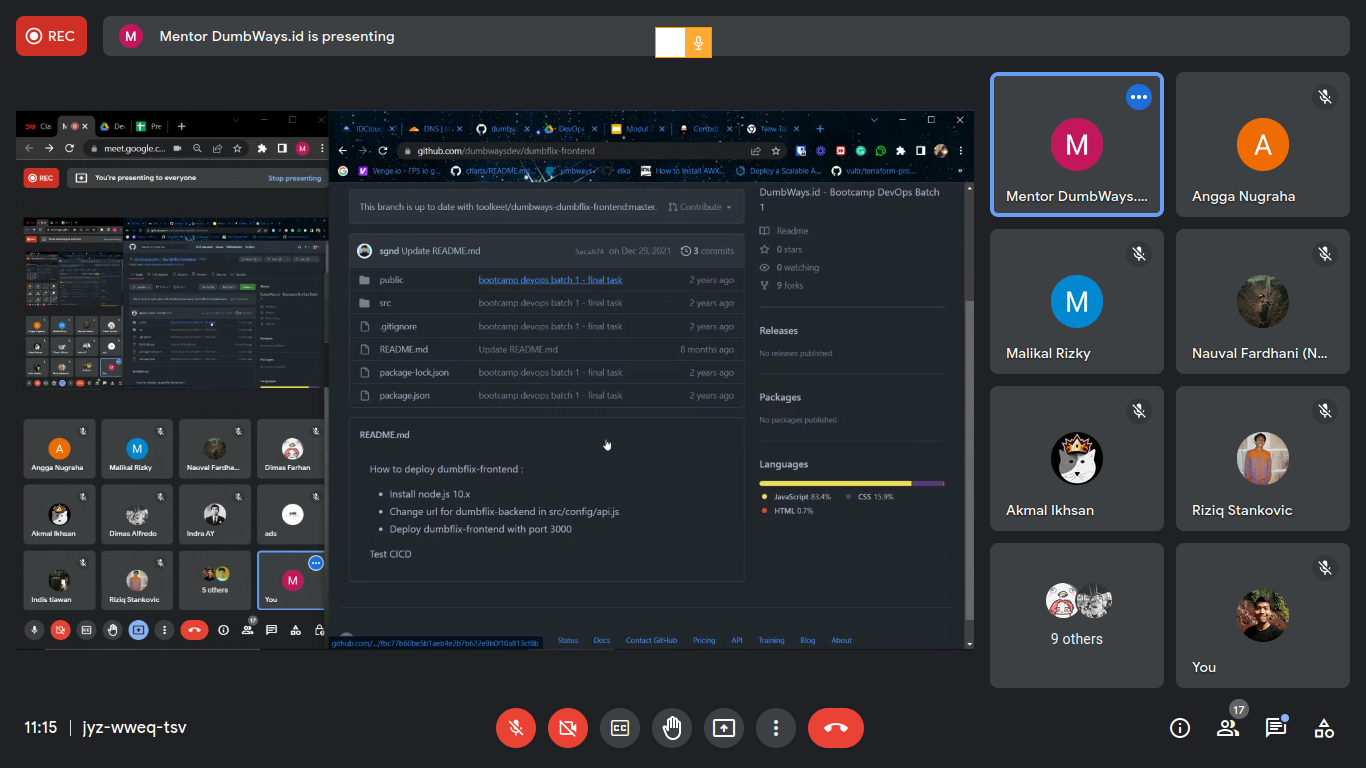 REC
M
Mentor DumbWays.id is presenting
Cla
M
De
Pre
meet.google.c...
M
REC
You're presenting to everyone
Stop presenting
A
Angga Nugraha
M
Malikal Rizky
Nauval Fardha...
Dimas Farhan
Akmal Ikhsan
Dimas Alfredo
Indra AY
ads
Indis tiawan
Riziq Stankovic
5 others
M
You
17
IDClou
DNS | s
dumbw
DevOps
Modul
Certbot
New Ta
github.com/dumbwaysdev/dumbflix-frontend
Venge.io - FPS io g...
charts/README.m...
umbways
elka
How to Install AWX...
Deploy a Scalable A...
vultr/terraform-pro...
»
This branch is up to date with toolkeet/dumbways-dumbflix-frontend:master.
Contribute
sgnd Update README.md
5aca674 on Dec 29, 2021
3 commits
public
bootcamp devops batch 1 - final task
2 years ago
src
bootcamp devops batch 1 - final task
2 years ago
.gitignore
bootcamp devops batch 1 - final task
2 years ago
README.md
Update README.md
8 months ago
package-lock.json
bootcamp devops batch 1 - final task
2 years ago
package.json
bootcamp devops batch 1 - final task
2 years ago
README.md
How to deploy dumbflix-frontend :
• Install node.js 10.x
• Change url for dumbflix-backend in src/config/api.js
• Deploy dumbflix-frontend with port 3000
Test CICD
DumbWays.id - Bootcamp DevOps Batch
1
Readme
0 stars
0 watching
9 forks
Releases
No releases published
Packages
No packages published
Languages
JavaScript 83.4%
CSS 15.9%
HTML 0.7%
Status
Docs
Contact GitHub
Pricing
API
Training
Blog
About
M
Mentor DumbWays....
A
Angga Nugraha
M
Malikal Rizky
Nauval Fardhani (N...
Akmal Ikhsan
Riziq Stankovic
9 others
You
11:15 | jyz-wweq-tsv
CC
17